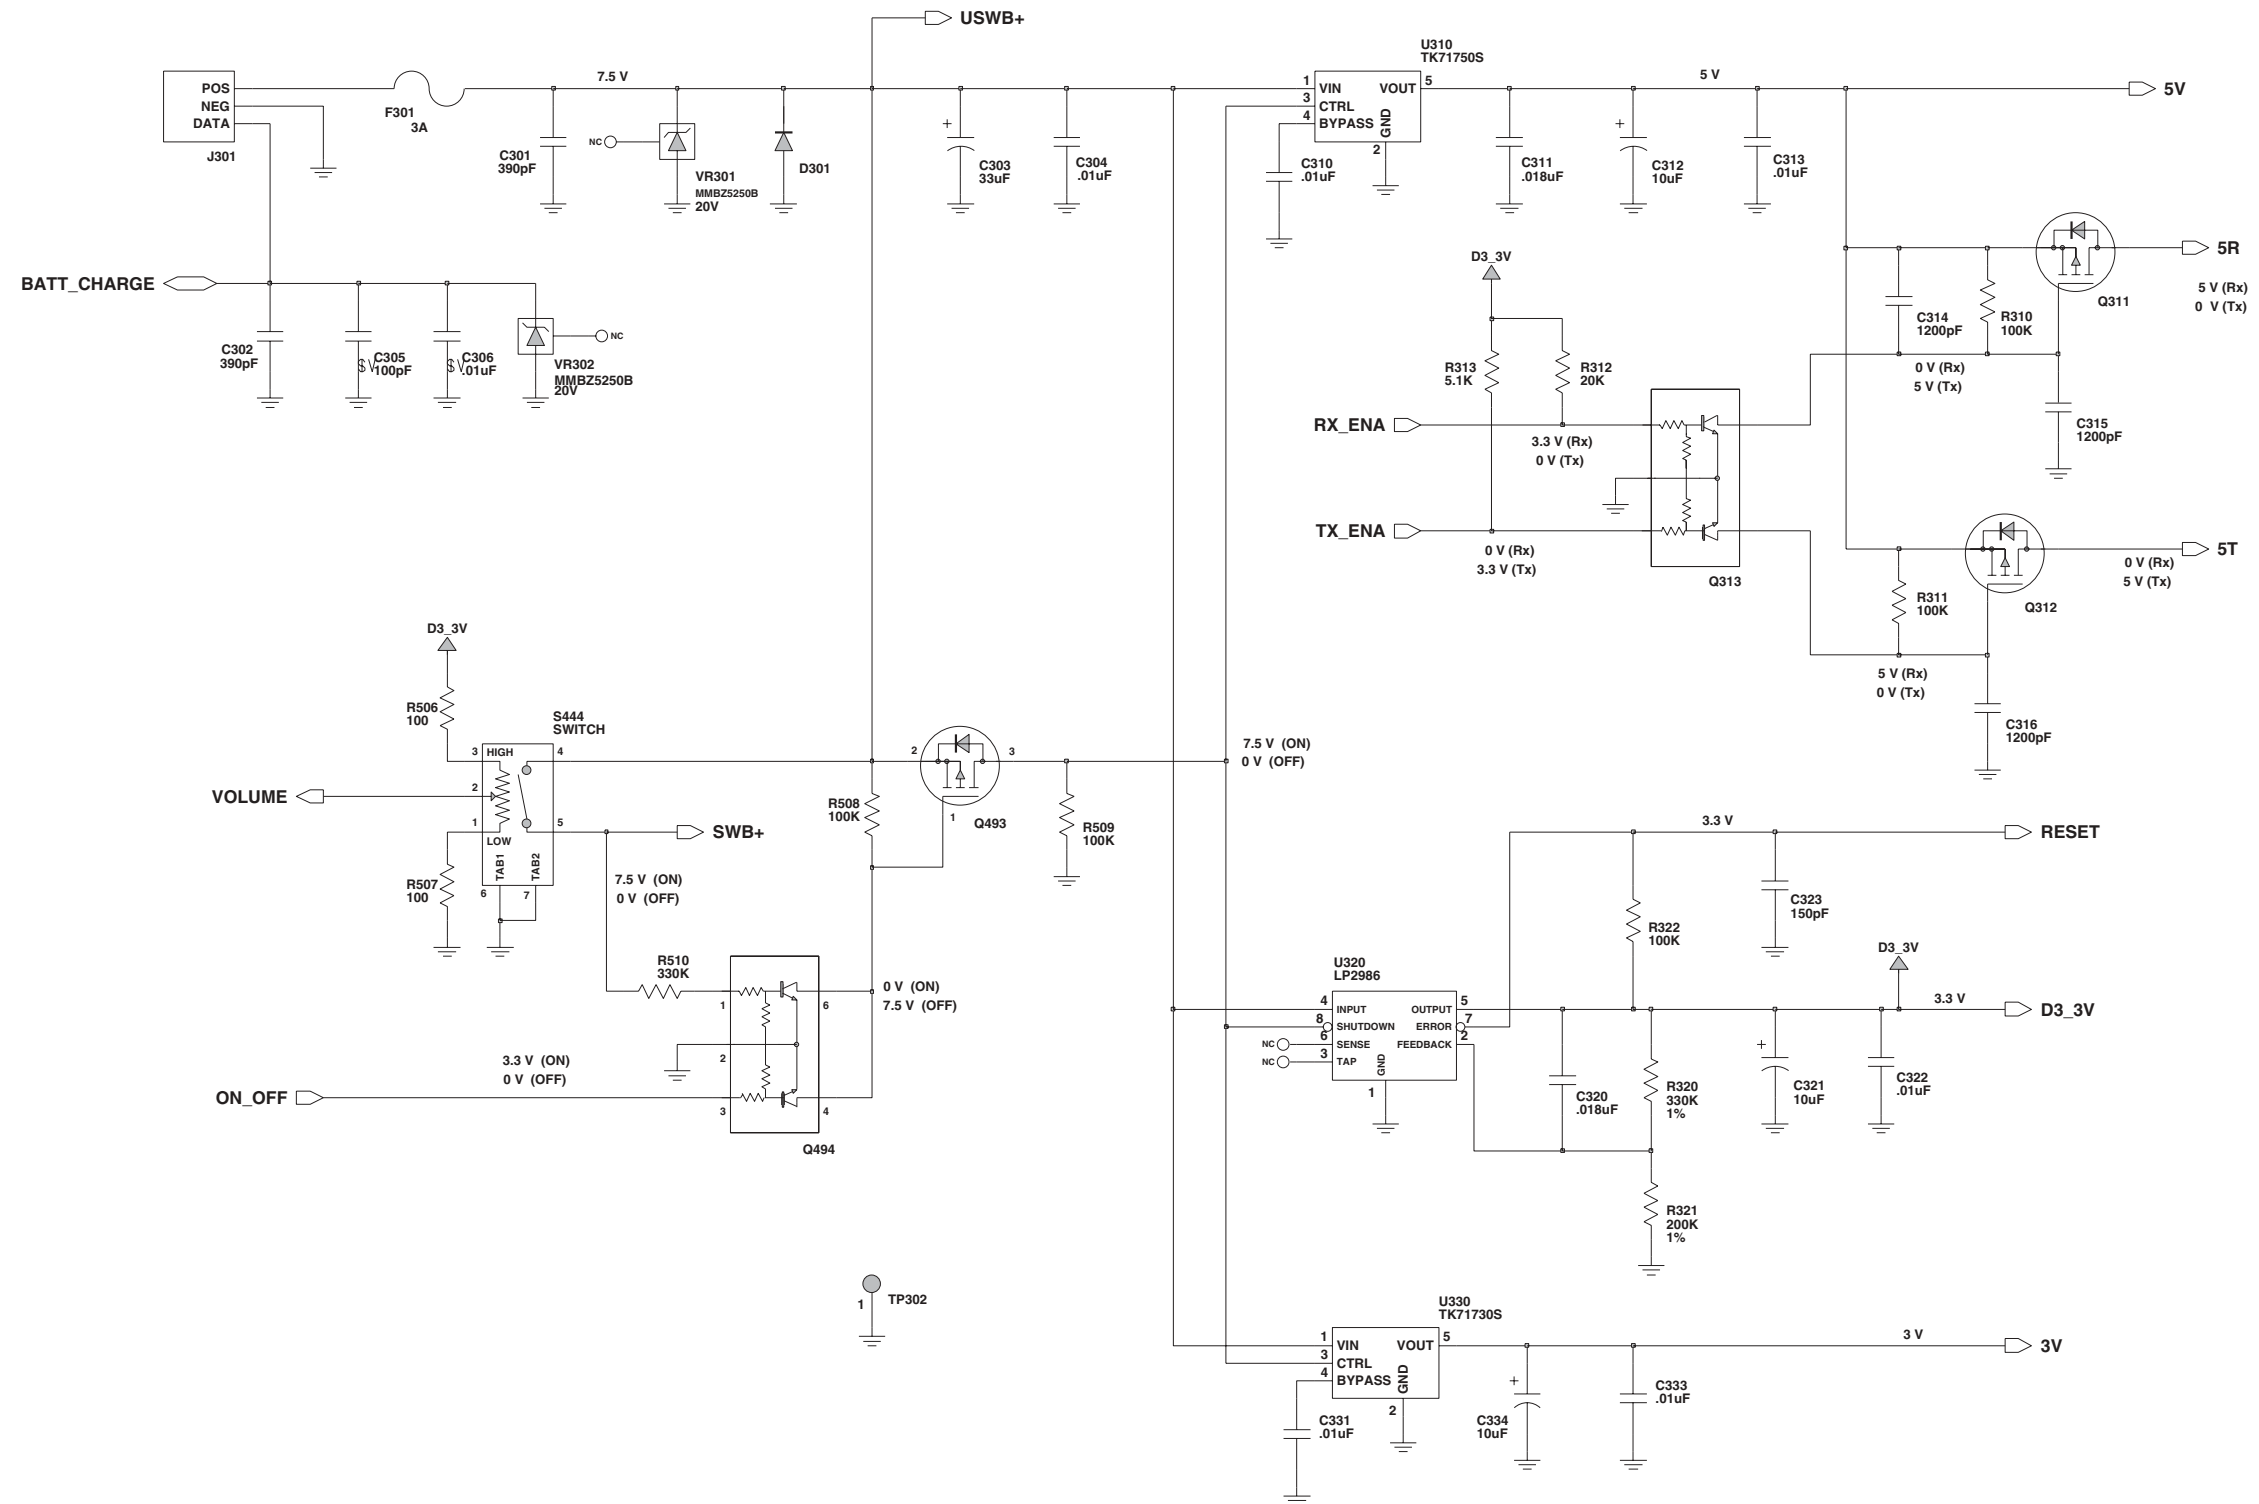 USWB+
U310
TK71750S
7.5 V
5 V
POS
NEG
DATA
J301
F301
3A
1 VIN VOUT 5
3 CTRL
4 BYPASS
GND
2
5V
C301
390pF
NC
VR301
MMBZ5250B
20V
D301
+
C303
33uF
C304
.01uF
C310
.01uF
C311
.018uF
+
C312
10uF
C313
.01uF
D3_3V
5R
5 V (Rx)
0 V (Tx)
Q311
BATT_CHARGE
C302
390pF
$V
C305
100pF
$V
C306
.01uF
NC
VR302
MMBZ5250B
20V
C314
1200pF
R310
100K
0 V (Rx)
5 V (Tx)
R313
5.1K
R312
20K
RX_ENA
3.3 V (Rx)
0 V (Tx)
C315
1200pF
TX_ENA
0 V (Rx)
3.3 V (Tx)
Q313
5T
0 V (Rx)
5 V (Tx)
R311
100K
Q312
5 V (Rx)
0 V (Tx)
C316
1200pF
D3_3V
R506
100
S444
SWITCH
3 HIGH 4
2
1 LOW 5
TAB1
TAB2
6 7
VOLUME
R507
100
SWB+
7.5 V (ON)
0 V (OFF)
2 3
1
Q493
R508
100K
R509
100K
7.5 V (ON)
0 V (OFF)
3.3 V
RESET
C323
150pF
R322
100K
D3_3V
R510
330K
1 6
2
3 4
Q494
0 V (ON)
7.5 V (OFF)
3.3 V (ON)
0 V (OFF)
ON_OFF
U320
LP2986
4 INPUT OUTPUT 5
8 SHUTDOWN ERROR 7
NC 6 SENSE FEEDBACK 2
NC 3 TAP
GND
1
3.3 V
D3_3V
C320
.018uF
R320
330K
1%
+
C321
10uF
C322
.01uF
R321
200K
1%
1
TP302
U330
TK71730S
1 VIN VOUT 5
3 CTRL
4 BYPASS
GND
2
3 V
3V
C331
.01uF
+
C334
10uF
C333
.01uF